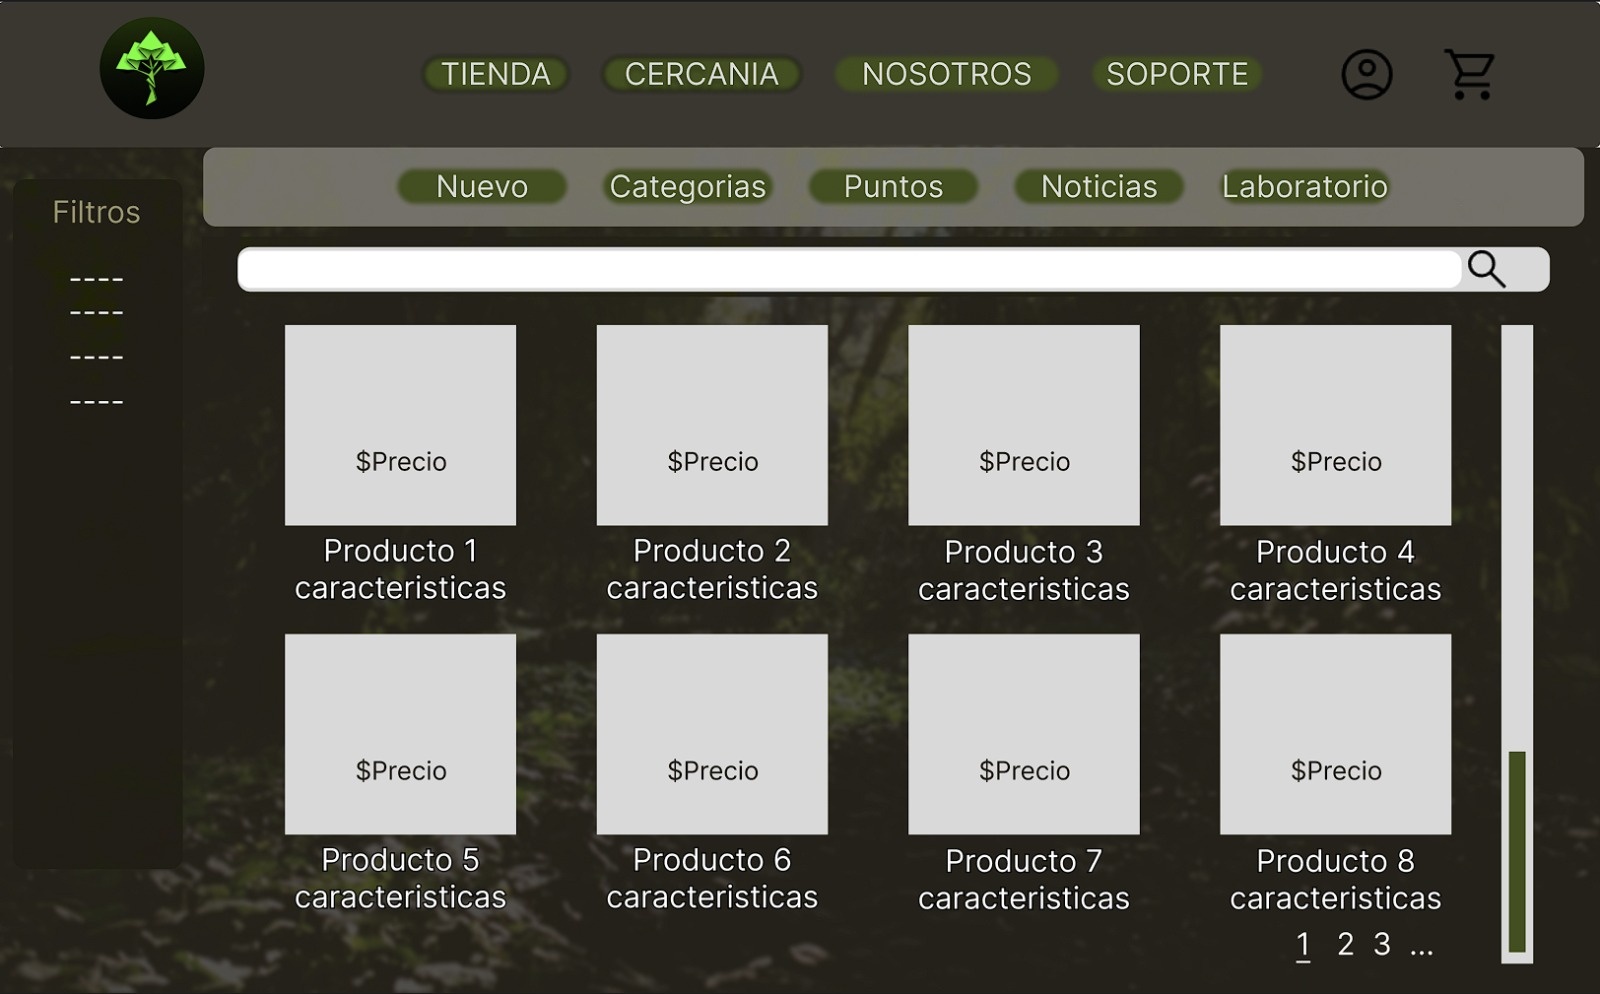 TIENDA CERCANIA NOSOTROS SOPORTE
Nuevo Categorias Puntos Noticias Laboratorio
Filtros
----
----
----
----
$Precio $Precio $Precio $Precio
Producto 1 Producto 2 Producto 3 Producto 4
caracteristicas caracteristicas caracteristicas caracteristicas
$Precio $Precio $Precio $Precio
Producto 5 Producto 6 Producto 7 Producto 8
caracteristicas caracteristicas caracteristicas caracteristicas
1 2 3 ...